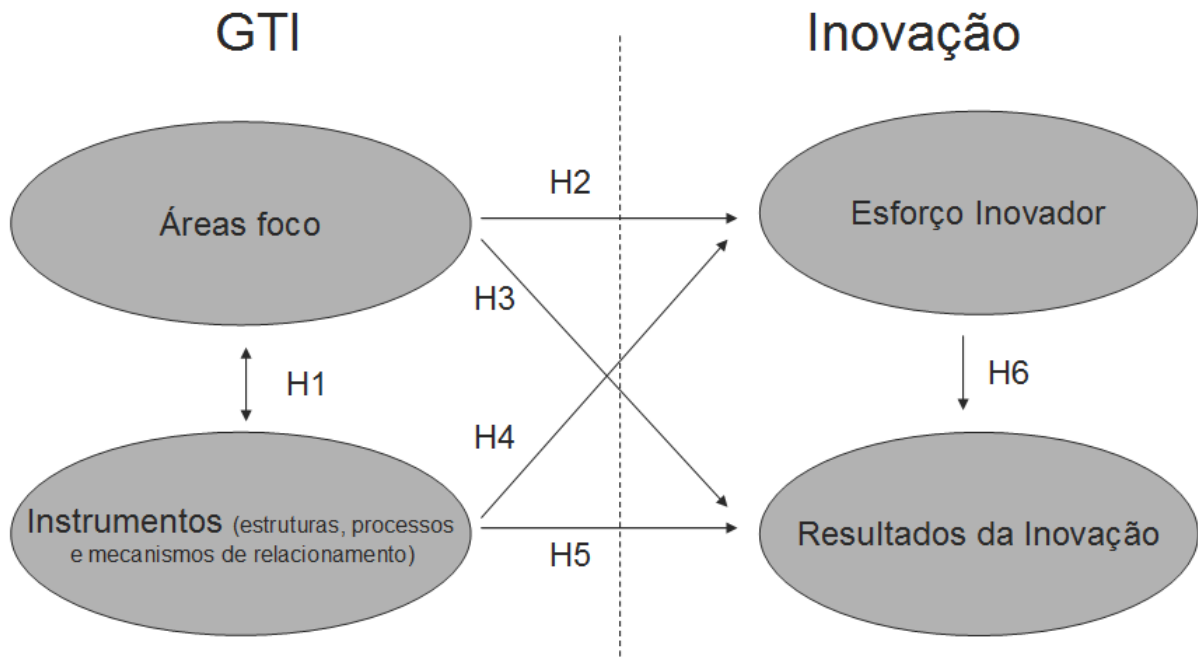 GTI
Inovação
Áreas foco
H2
Esforço Inovador
H3
H1
H6
H4
Instrumentos (estruturas, processos
e mecanismos de relacionamento)
H5
Resultados da Inovação